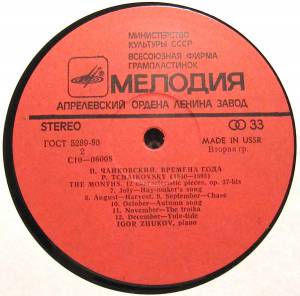 МИНИСТЕРСТВО
КУЛЬТУРЫ СССР
ВСЕСОЮЗНАЯ ФИРМА
ГРАМПЛАСТИНОК
МЕЛОДИЯ
АПРЕЛЕВСКИЙ ОРДЕНА ЛЕНИНА ЗАВОД
STEREO 33
ГОСТ 5289-80 MADE IN USSR
2 Вторая гр.
С10-06008
П. ЧАЙКОВСКИЙ. ВРЕМЕНА ГОДА
P. TCHAIKOVSKY (1840-1893)
THE MONTHS. 12 characteristic pieces, op. 37-bis
7. July—Haymaker's song
8. August—Harvest. 9. September—Chase
10. October—Autumn song
11. November—The troika
12. December—Yule-tide
IGOR ZHUKOV, piano